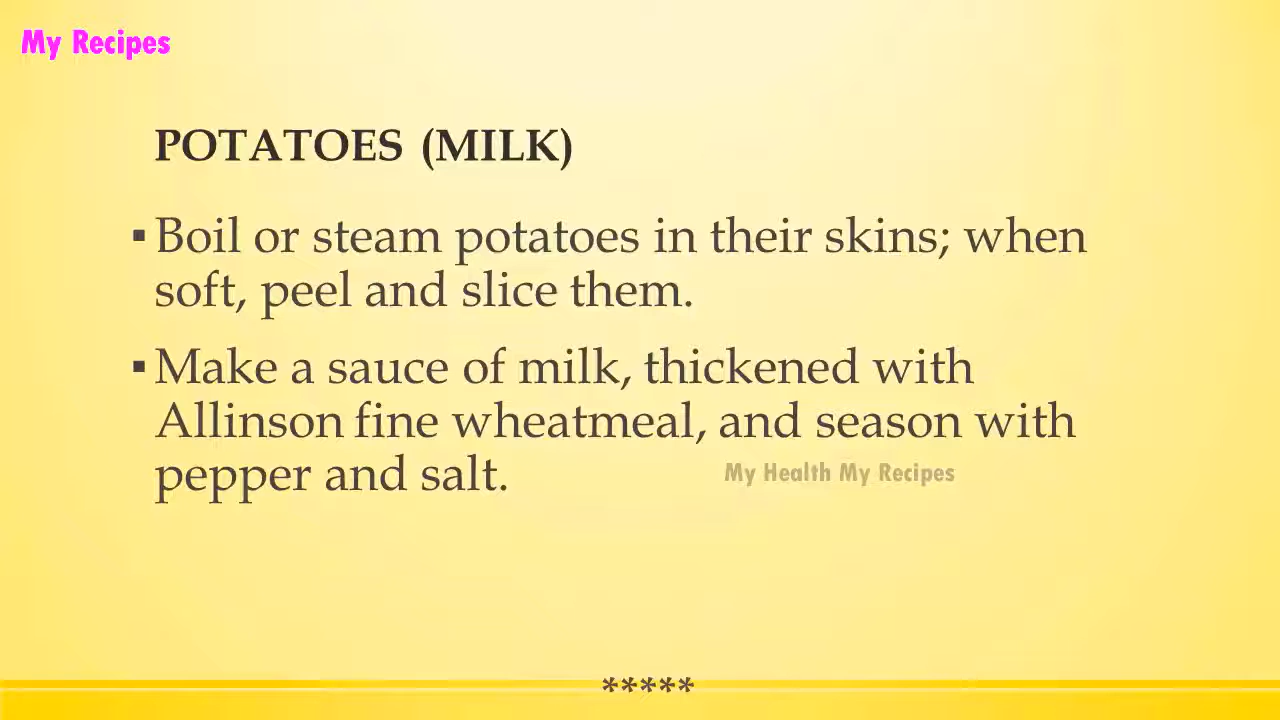 My Recipes
POTATOES (MILK)
▪Boil or steam potatoes in their skins; when
soft, peel and slice them.
▪Make a sauce of milk, thickened with
Allinson fine wheatmeal, and season with
pepper and salt.
My Health My Recipes
*****